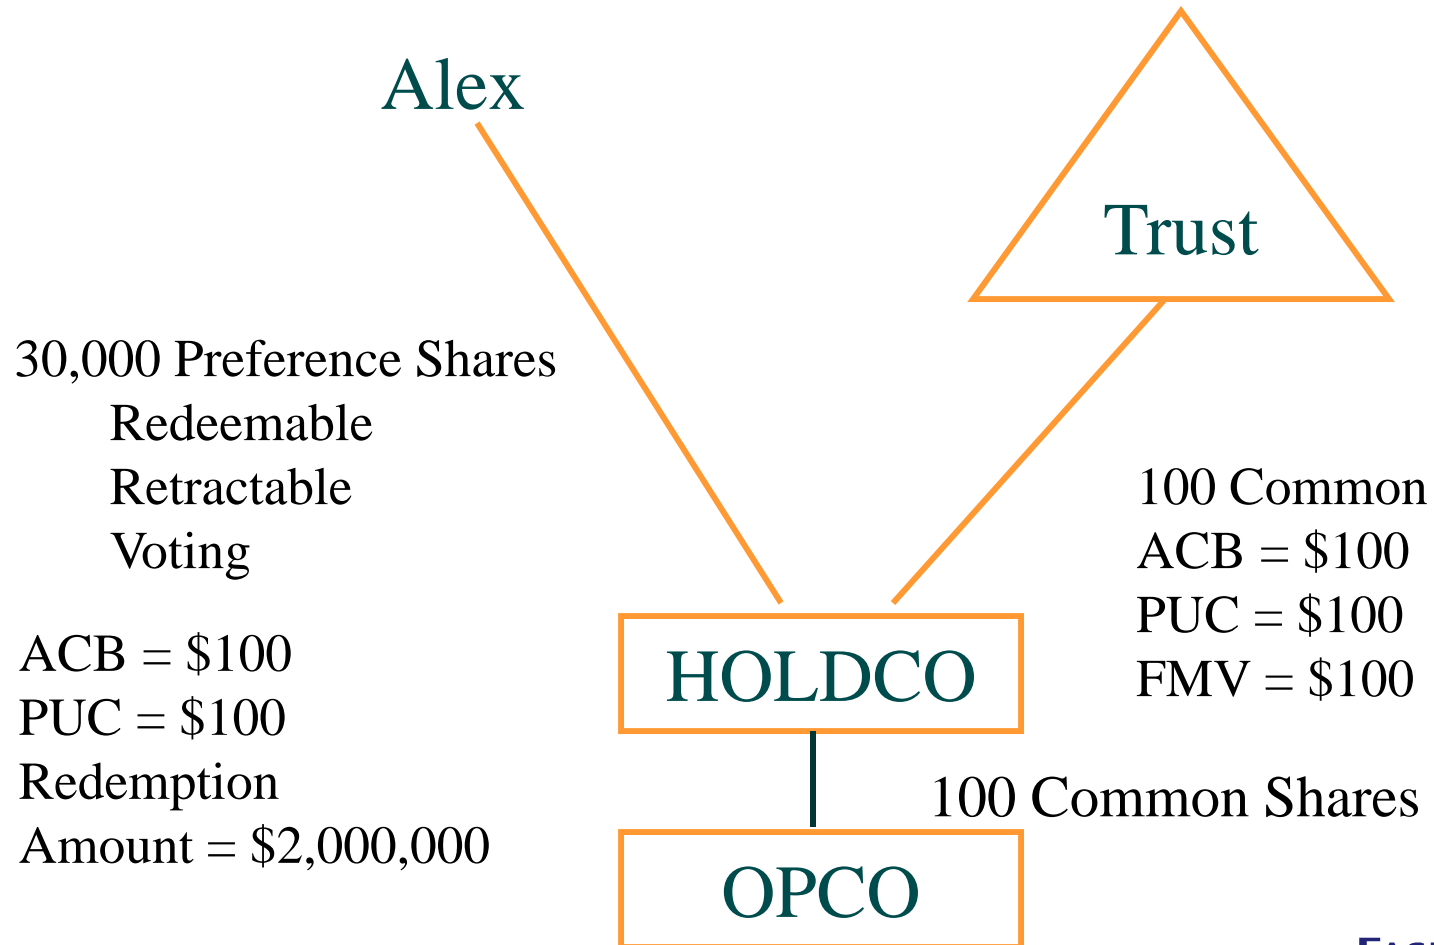 Alex
Trust
30,000 Preference Shares
Redeemable
Retractable
Voting
ACB = $100
PUC = $100
Redemption
Amount = $2,000,000
100 Common
ACB = $100
PUC = $100
FMV = $100
HOLDCO
100 Common Shares
OPCO